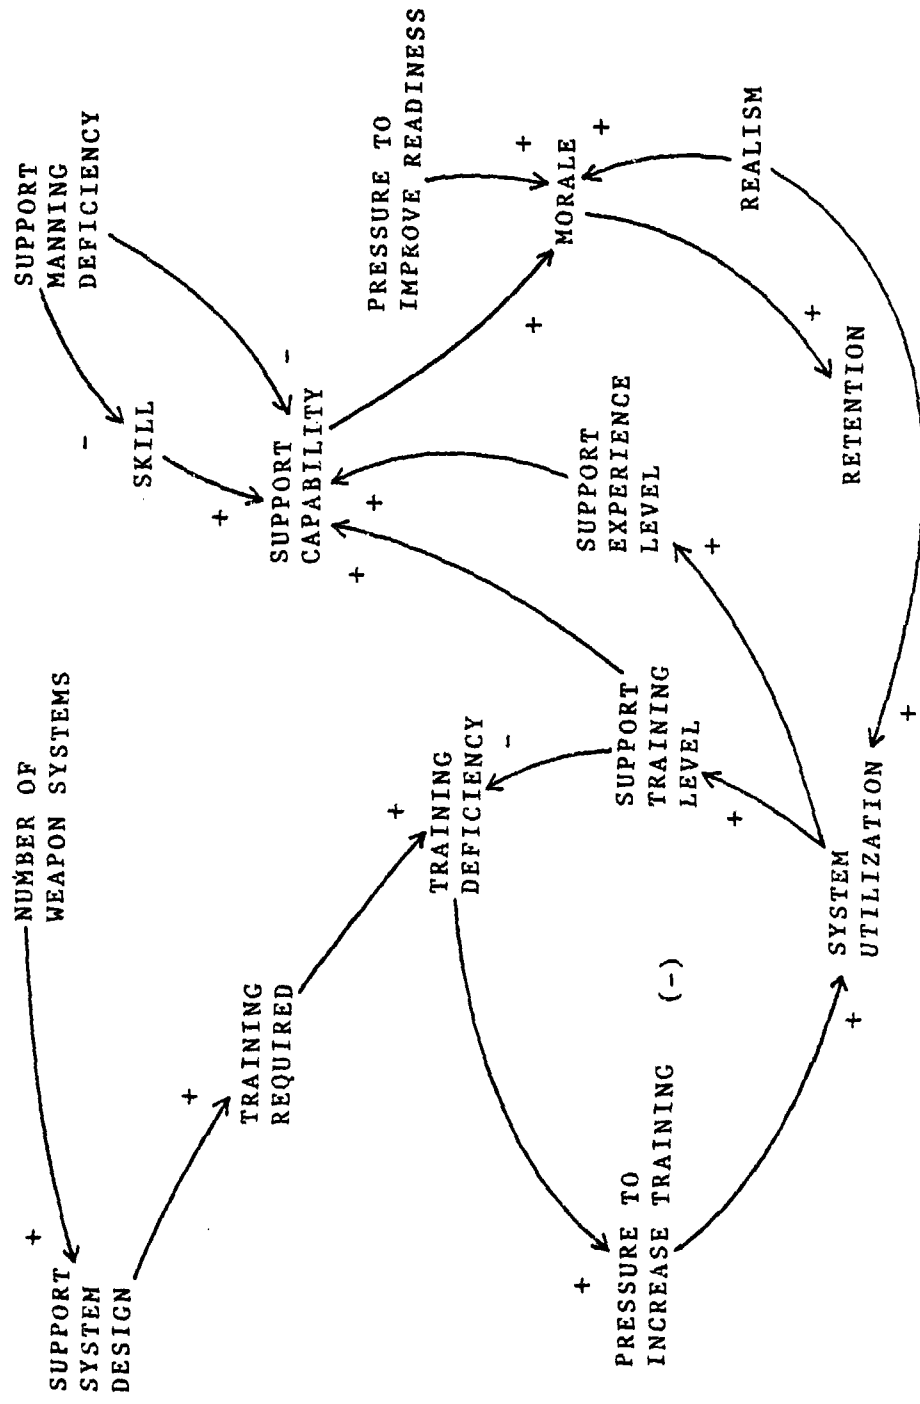 NUMBER OF
WEAPON SYSTEMS
SUPPORT
MANNING
DEFICIENCY
+
SUPPORT
SYSTEM
DESIGN
-
SKILL
+
TRAINING
REQUIRED
+
-
SUPPORT
CAPABILITY
+
+
PRESSURE TO
IMPROVE READINESS
+
TRAINING
DEFICIENCY
-
+
+
MORALE
+
SUPPORT
EXPERIENCE
LEVEL
+
+
PRESSURE TO
INCREASE TRAINING
(-)
SUPPORT
TRAINING
LEVEL
+
REALISM
+
SYSTEM
UTILIZATION
+
RETENTION
+
+